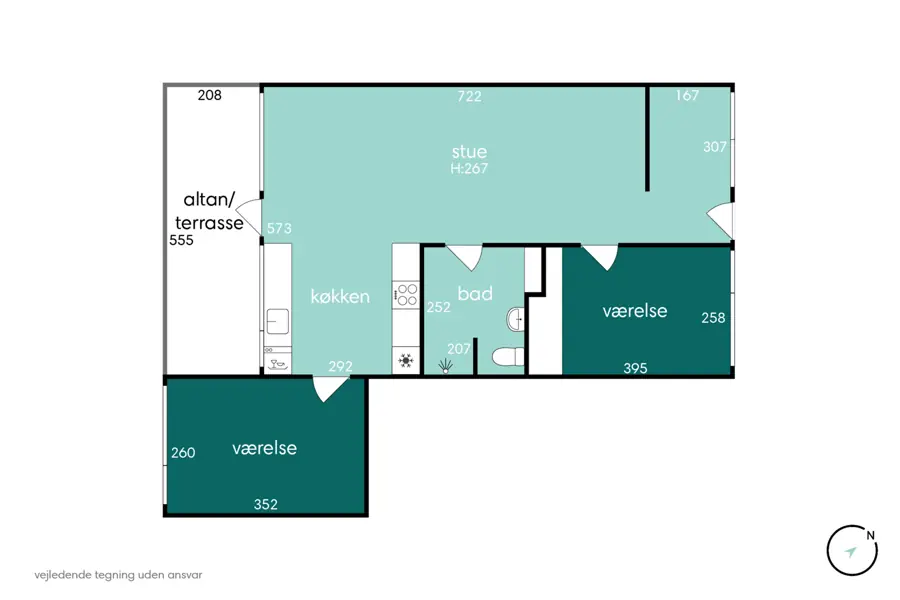 208
722
167
307
stue
H:267
altan/
terrasse
573
555
køkken
bad
252
værelse
258
207
292
395
værelse
260
352
N
vejledende tegning uden ansvar